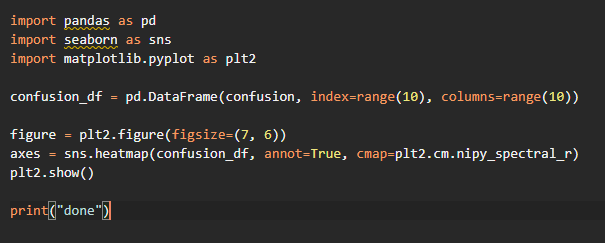 import pandas as pd
import seaborn as sns
import matplotlib.pyplot as plt2
confusion_df = pd.DataFrame(confusion, index=range(10), columns=range(10))
figure = plt2.figure(figsize=(7, 6))
axes = sns.heatmap(confusion_df, annot=True, cmap=plt2.cm.nipy_spectral_r)
plt2.show()
print("done")